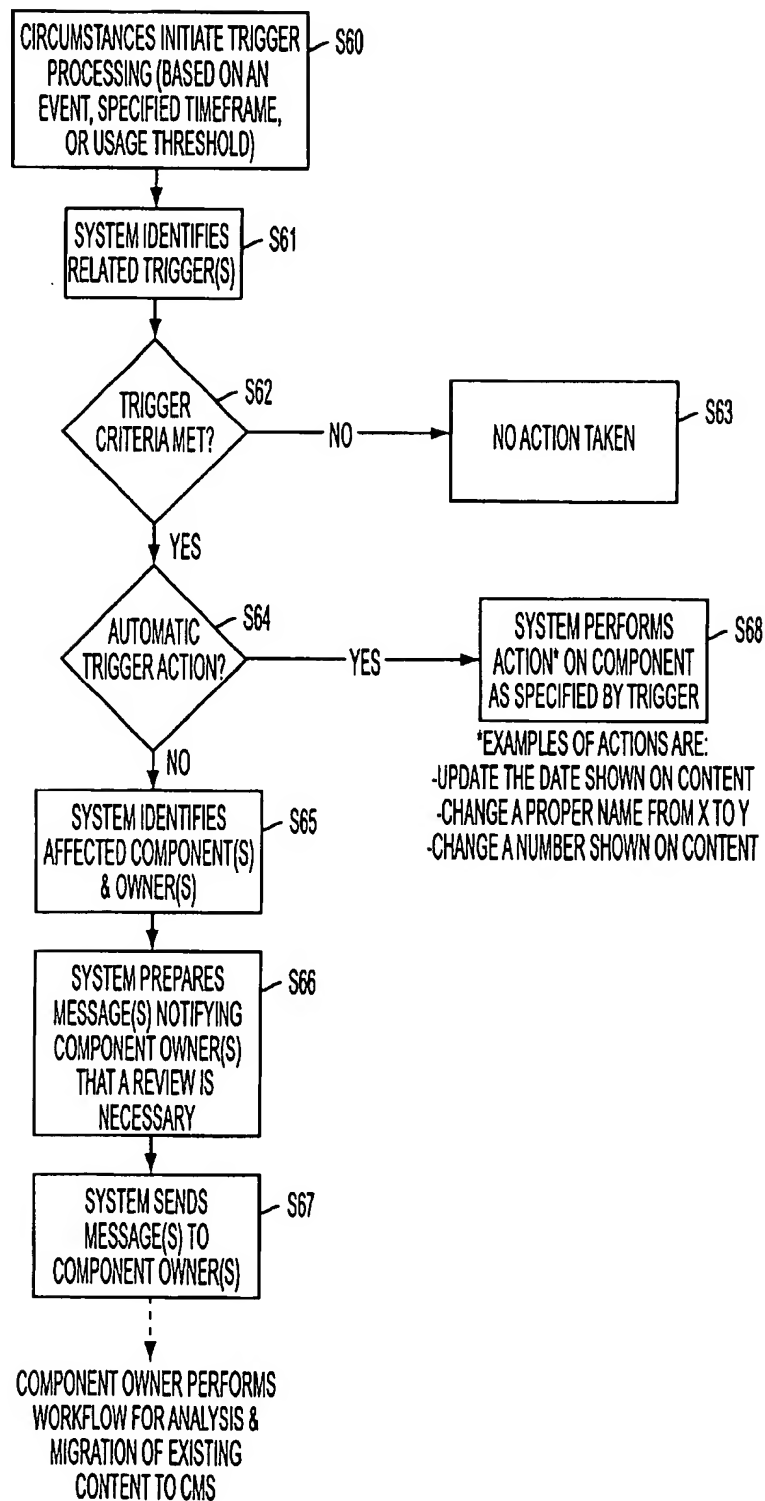 CIRCUMSTANCES INITIATE TRIGGER
PROCESSING (BASED ON AN
EVENT, SPECIFIED TIMEFRAME,
OR USAGE THRESHOLD)
S60
SYSTEM IDENTIFIES
RELATED TRIGGER(S)
S61
TRIGGER
CRITERIA MET?
S62
NO
NO ACTION TAKEN
S63
YES
AUTOMATIC
TRIGGER ACTION?
S64
YES
SYSTEM PERFORMS
ACTION* ON COMPONENT
AS SPECIFIED BY TRIGGER
S68
*EXAMPLES OF ACTIONS ARE:
-UPDATE THE DATE SHOWN ON CONTENT
-CHANGE A PROPER NAME FROM X TO Y
-CHANGE A NUMBER SHOWN ON CONTENT
NO
SYSTEM IDENTIFIES
AFFECTED COMPONENT(S)
& OWNER(S)
S65
SYSTEM PREPARES
MESSAGE(S) NOTIFYING
COMPONENT OWNER(S)
THAT A REVIEW IS
NECESSARY
S66
SYSTEM SENDS
MESSAGE(S) TO
COMPONENT OWNER(S)
S67
COMPONENT OWNER PERFORMS
WORKFLOW FOR ANALYSIS &
MIGRATION OF EXISTING
CONTENT TO CMS